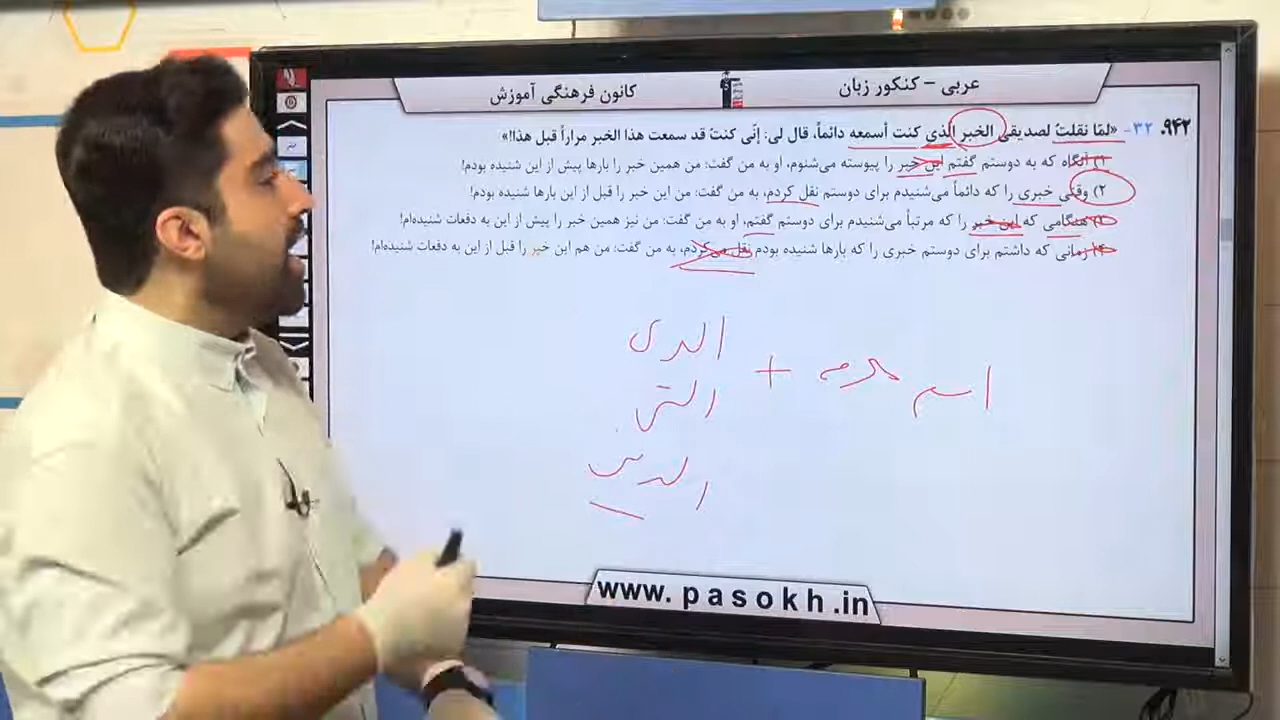 عربی - کنکور زبان
کانون فرهنگی آموزش
۹۴۲. ۳۲- «لمّا نقلتُ لصدیقی الخبر الذي كنت أسمعه دائماً، قال لي: إنّي كنتُ قد سمعت هذا الخبر مراراً قبل هذا!»
۱) آنگاه که به دوستم گفتم این خبر را پیوسته می‌شنوم، او به من گفت: من همین خبر را بارها پیش از این شنیده بودم!
۲) وقتی خبری را که دائماً می‌شنیدم برای دوستم نقل کردم، به من گفت: من این خبر را قبل از این بارها شنیده بودم!
۳) هنگامی که این خبر را که مرتباً می‌شنیدم برای دوستم گفتم، او به من گفت: من نیز همین خبر را پیش از این به دفعات شنیده‌ام!
۴) زمانی که داشتم برای دوستم خبری را که بارها شنیده بودم نقل می‌کردم، به من گفت: من هم این خبر را قبل از این به دفعات شنیده‌ام!
اسم + الذی
التی
الذین
www.pasokh.in